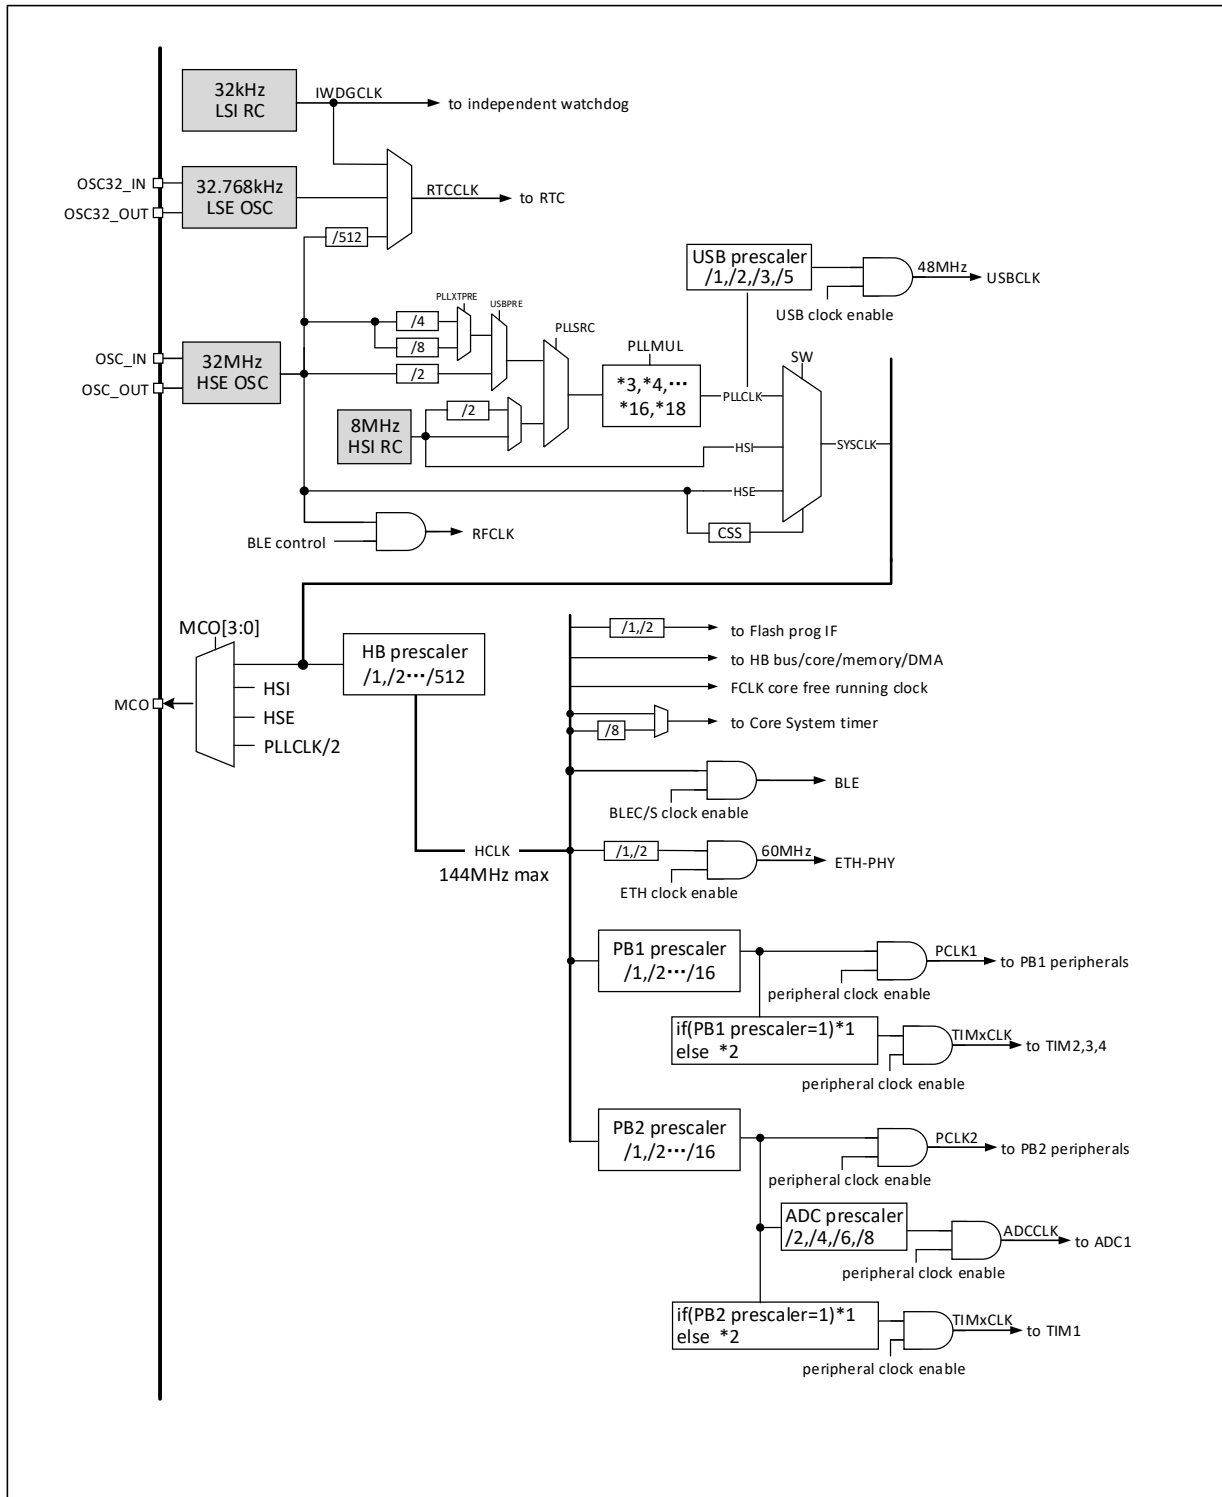 32kHz
LSI RC
IWDGCLK
to independent watchdog
OSC32_IN
OSC32_OUT
32.768kHz
LSE OSC
RTCCLK
to RTC
/512
USB prescaler
/1,/2,/3,/5
48MHz
USBCLK
USB clock enable
PLLXTPRE
USBPRE
/4
/8
/2
PLLSRC
PLLMUL
*3,*4,···
*16,*18
PLLCLK
SW
OSC_IN
OSC_OUT
32MHz
HSE OSC
8MHz
HSI RC
/2
HSI
SYSCLK
HSE
CSS
BLE control
RFCLK
MCO[3:0]
MCO
HSI
HSE
PLLCLK/2
HB prescaler
/1,/2···/512
/1,/2
to Flash prog IF
to HB bus/core/memory/DMA
FCLK core free running clock
/8
to Core System timer
BLE
BLEC/S clock enable
HCLK
144MHz max
/1,/2
60MHz
ETH-PHY
ETH clock enable
PB1 prescaler
/1,/2···/16
PCLK1
to PB1 peripherals
peripheral clock enable
if(PB1 prescaler=1)*1
else *2
TIMxCLK
to TIM2,3,4
peripheral clock enable
PB2 prescaler
/1,/2···/16
PCLK2
to PB2 peripherals
peripheral clock enable
ADC prescaler
/2,/4,/6,/8
ADCCLK
to ADC1
peripheral clock enable
if(PB2 prescaler=1)*1
else *2
TIMxCLK
to TIM1
peripheral clock enable